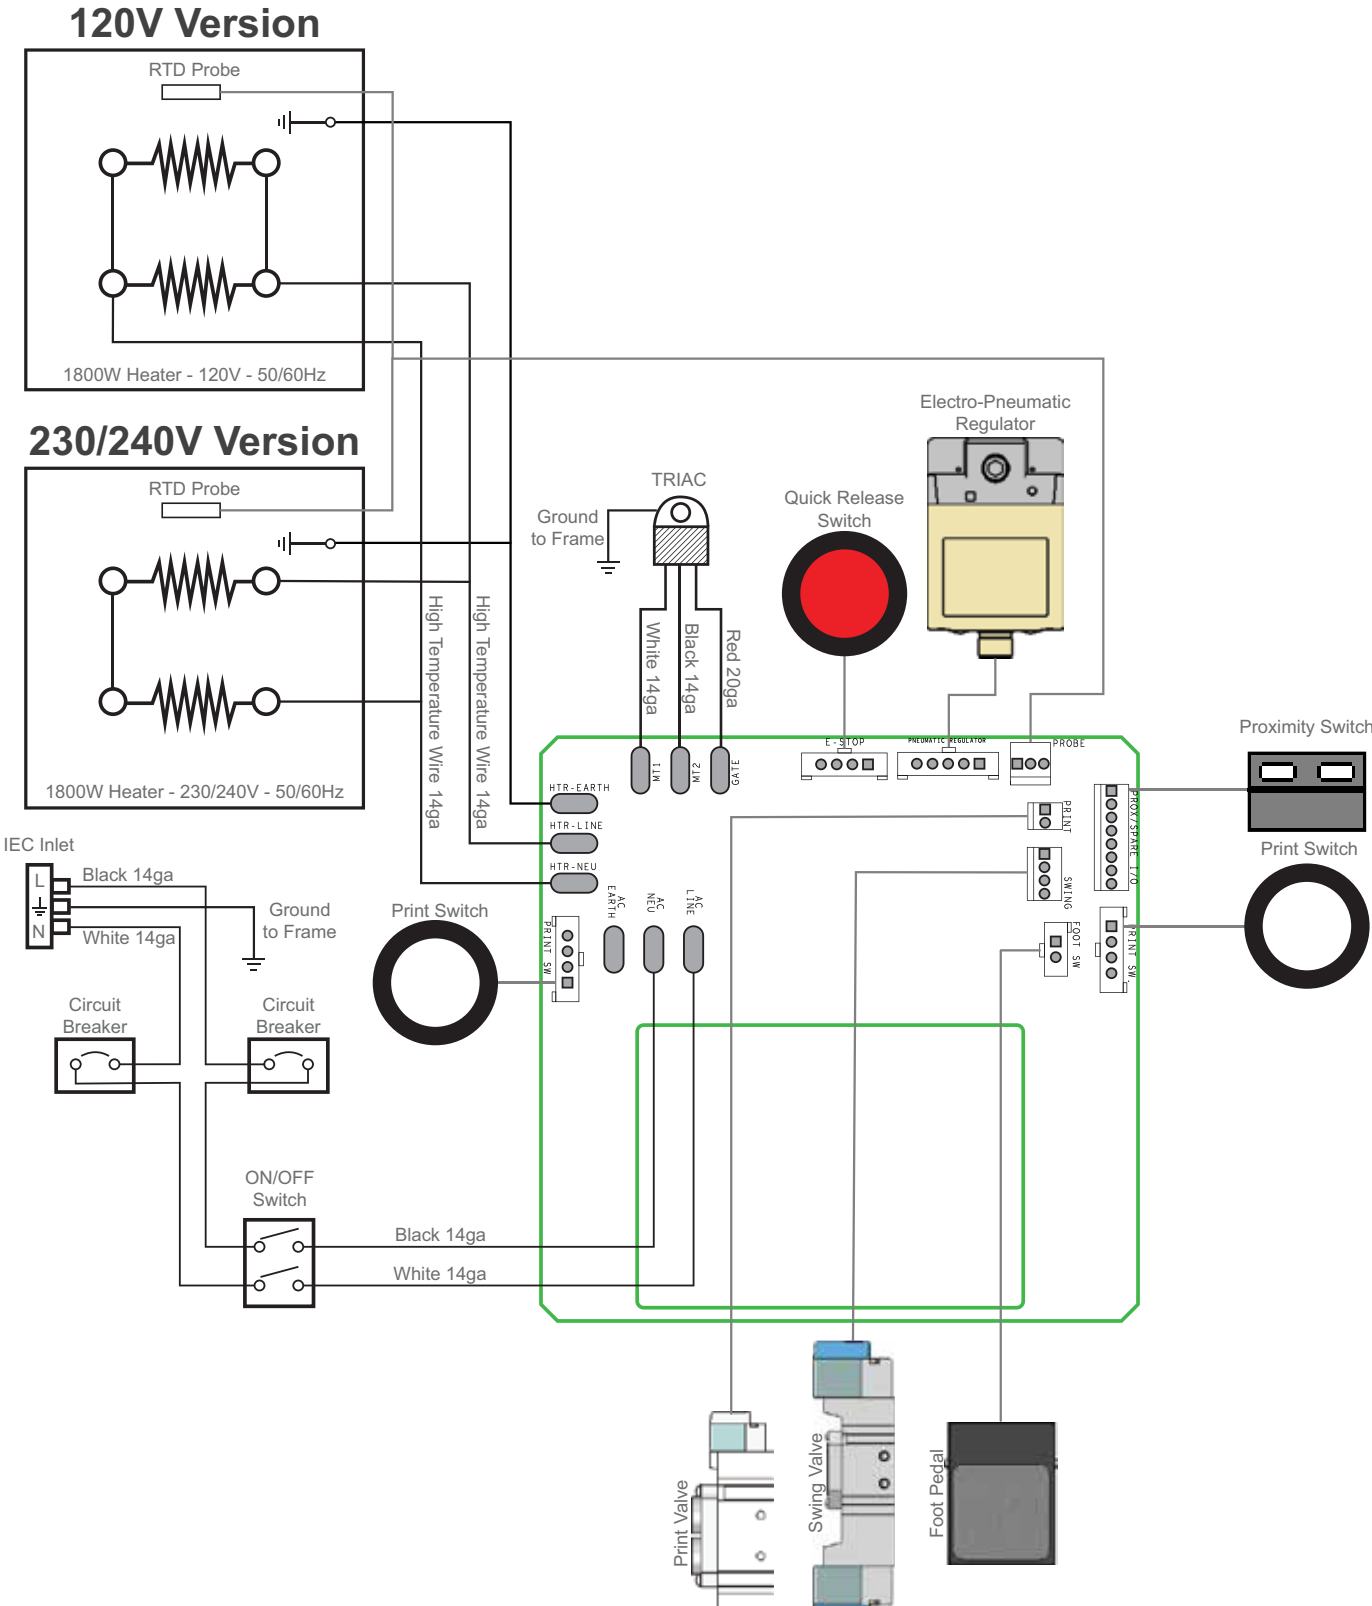 120V Version
RTD Probe
1800W Heater - 120V - 50/60Hz
230/240V Version
RTD Probe
1800W Heater - 230/240V - 50/60Hz
High Temperature Wire 14ga
High Temperature Wire 14ga
TRIAC
Ground
to Frame
White 14ga
Black 14ga
Red 20ga
Quick Release
Switch
Electro-Pneumatic
Regulator
Proximity Switch
Print Switch
E-STOP
PNEUMATIC REGULATOR
PROBE
MT1
MT2
GATE
HTR-EARTH
HTR-LINE
HTR-NEU
PRINT
SWING
PROX/SPARE I/O
FOOT SW
PRINT SW.
AC
EARTH
AC
NEU
AC
LINE
PRINT SW
IEC Inlet
L
N
Black 14ga
White 14ga
Ground
to Frame
Print Switch
Circuit
Breaker
Circuit
Breaker
ON/OFF
Switch
Black 14ga
White 14ga
Print Valve
Swing Valve
Foot Pedal